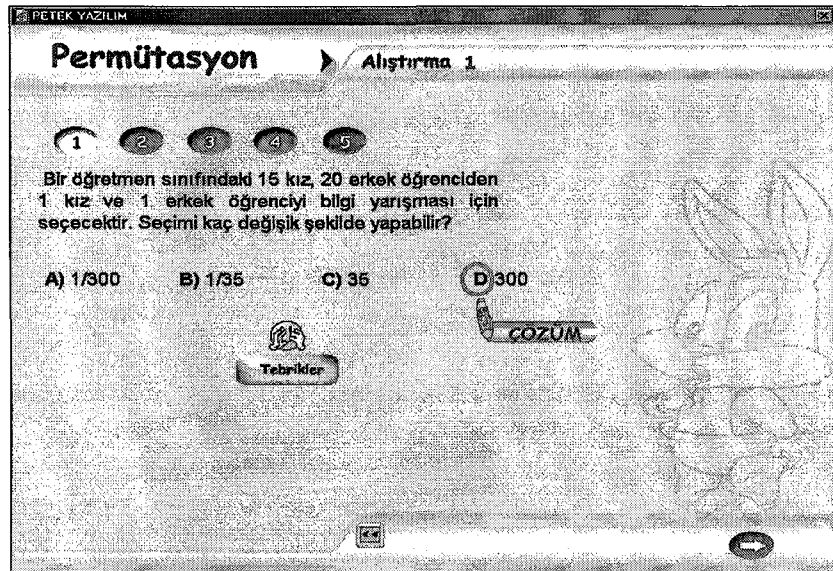 PETEK YAZILIM
Permütasyon
Alıştırma 1
1 2 3 4 5
Bir öğretmen sınıfındaki 15 kız, 20 erkek öğrenciden
1 kız ve 1 erkek öğrenciyi bilgi yarışması için
seçecektir. Seçimi kaç değişik şekilde yapabilir?
A) 1/300 B) 1/35 C) 35 D) 300
ÇÖZÜM
Tebrikler